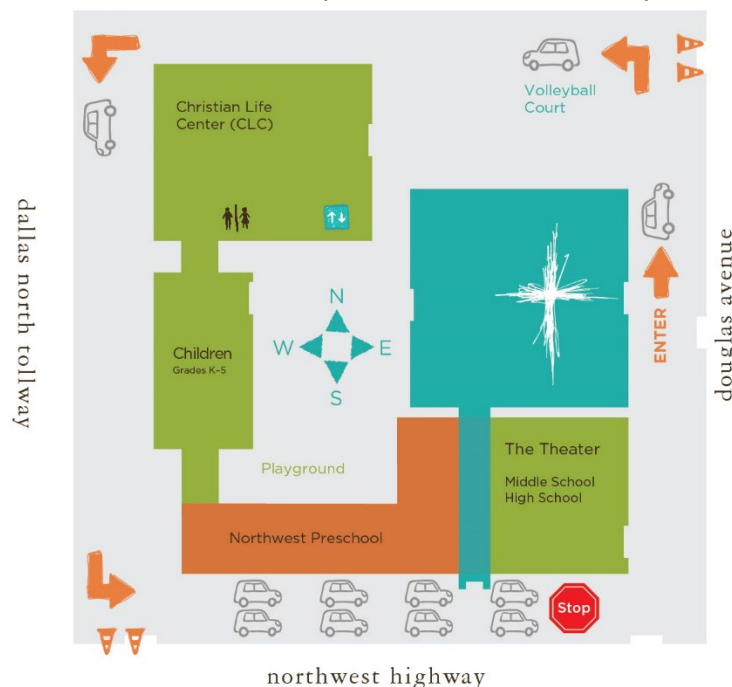 Christian Life
Center (CLC)
Volleyball
Court
dallas north tollway
douglas avenue
ENTER
N
W
E
S
Children
Grades K–5
Playground
The Theater
Middle School
High School
Northwest Preschool
Stop
northwest highway